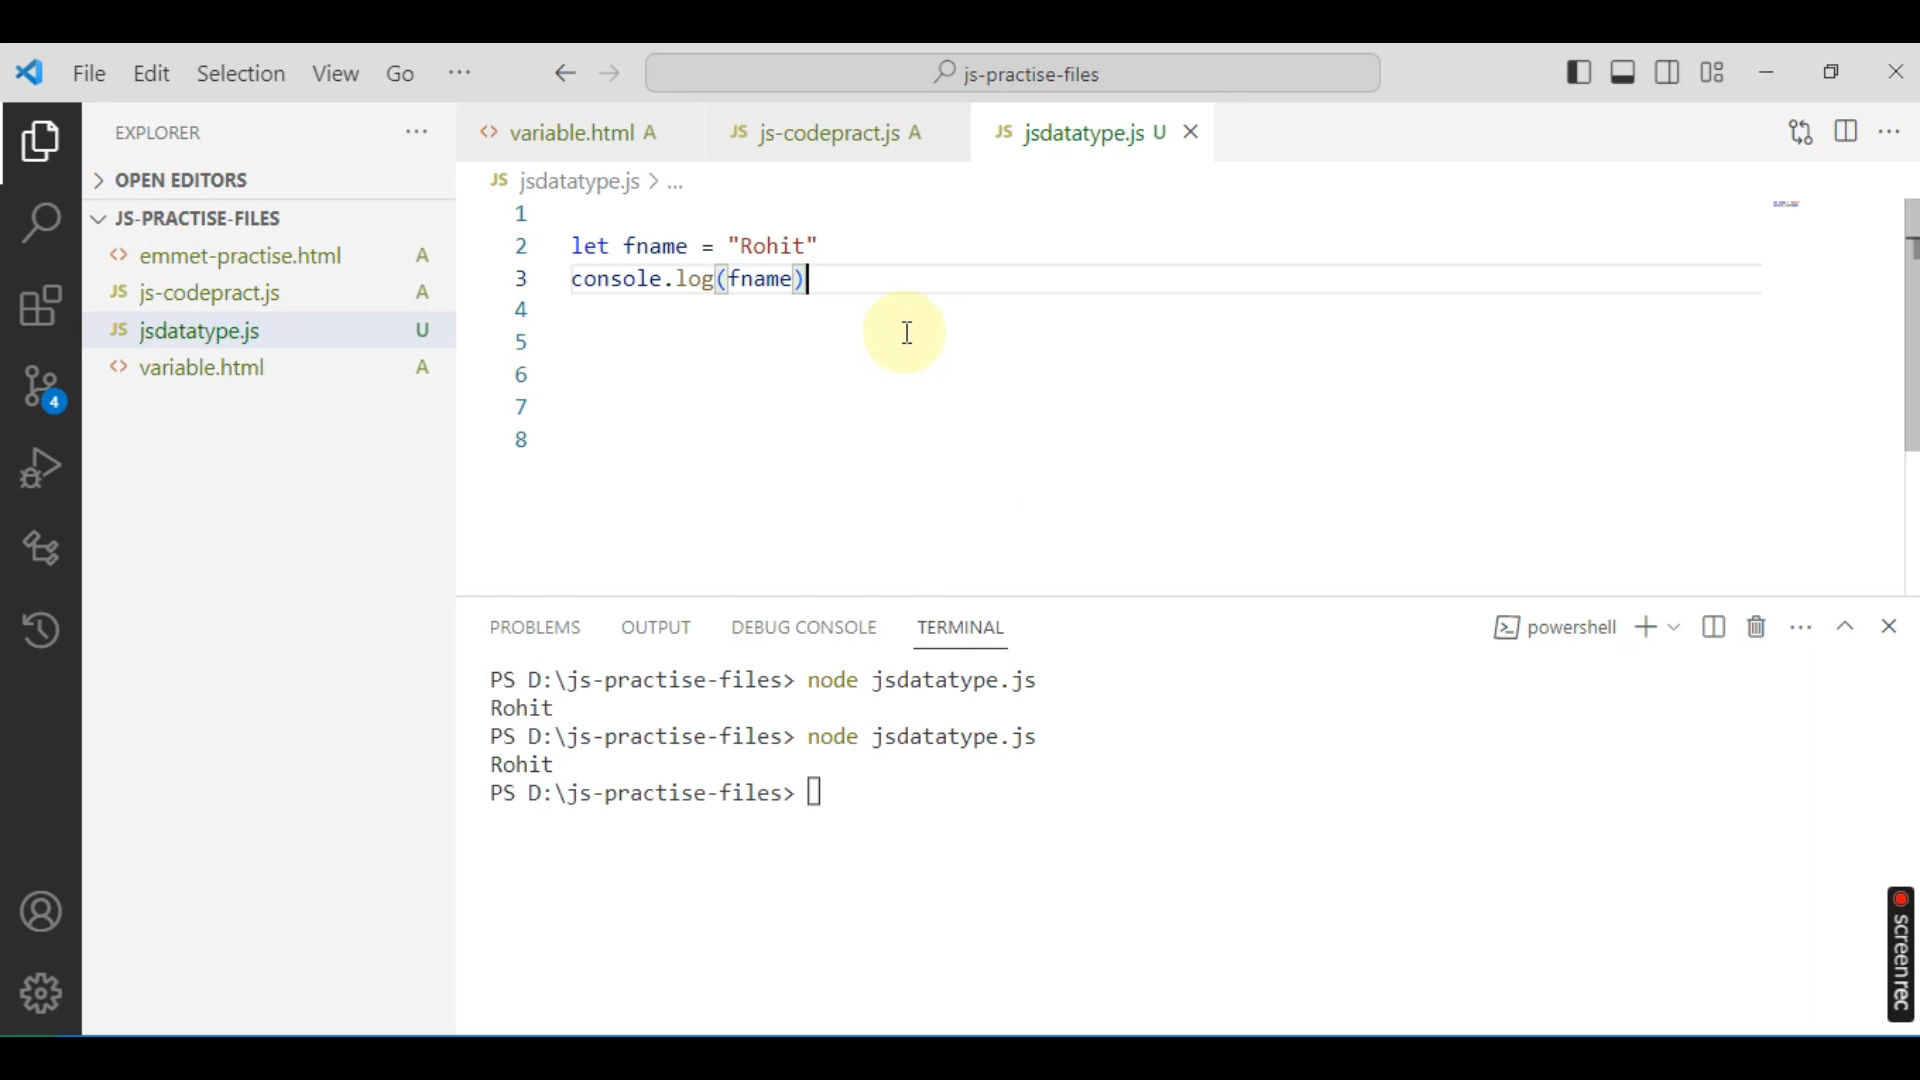 File Edit Selection View Go ··· js-practise-files
EXPLORER ···
OPEN EDITORS
JS-PRACTISE-FILES
<> emmet-practise.html A
JS js-codepract.js A
JS jsdatatype.js U
<> variable.html A
4
<> variable.html A JS js-codepract.js A JS jsdatatype.js U
JS jsdatatype.js > ...
1
2 let fname = "Rohit"
3 console.log(fname)
4
5
6
7
8
PROBLEMS OUTPUT DEBUG CONSOLE TERMINAL powershell
PS D:\js-practise-files> node jsdatatype.js
Rohit
PS D:\js-practise-files> node jsdatatype.js
Rohit
PS D:\js-practise-files>
screenrec